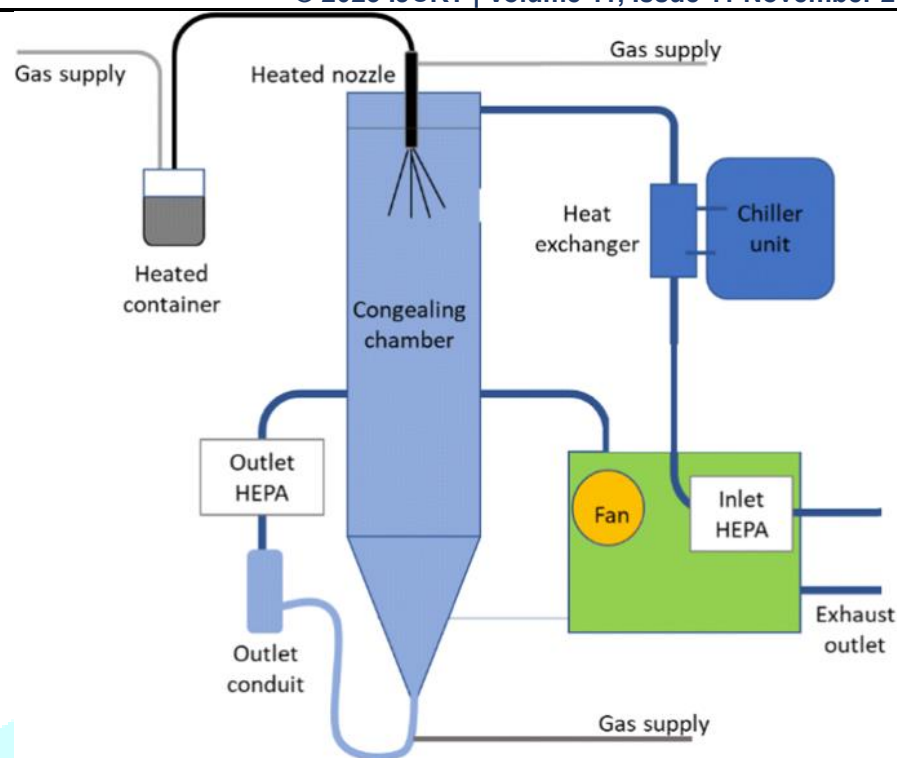 Gas supply
Gas supply
Heated nozzle
Heat
exchanger
Chiller
unit
Heated
container
Congealing
chamber
Outlet
HEPA
Fan
Inlet
HEPA
Exhaust
outlet
Outlet
conduit
Gas supply